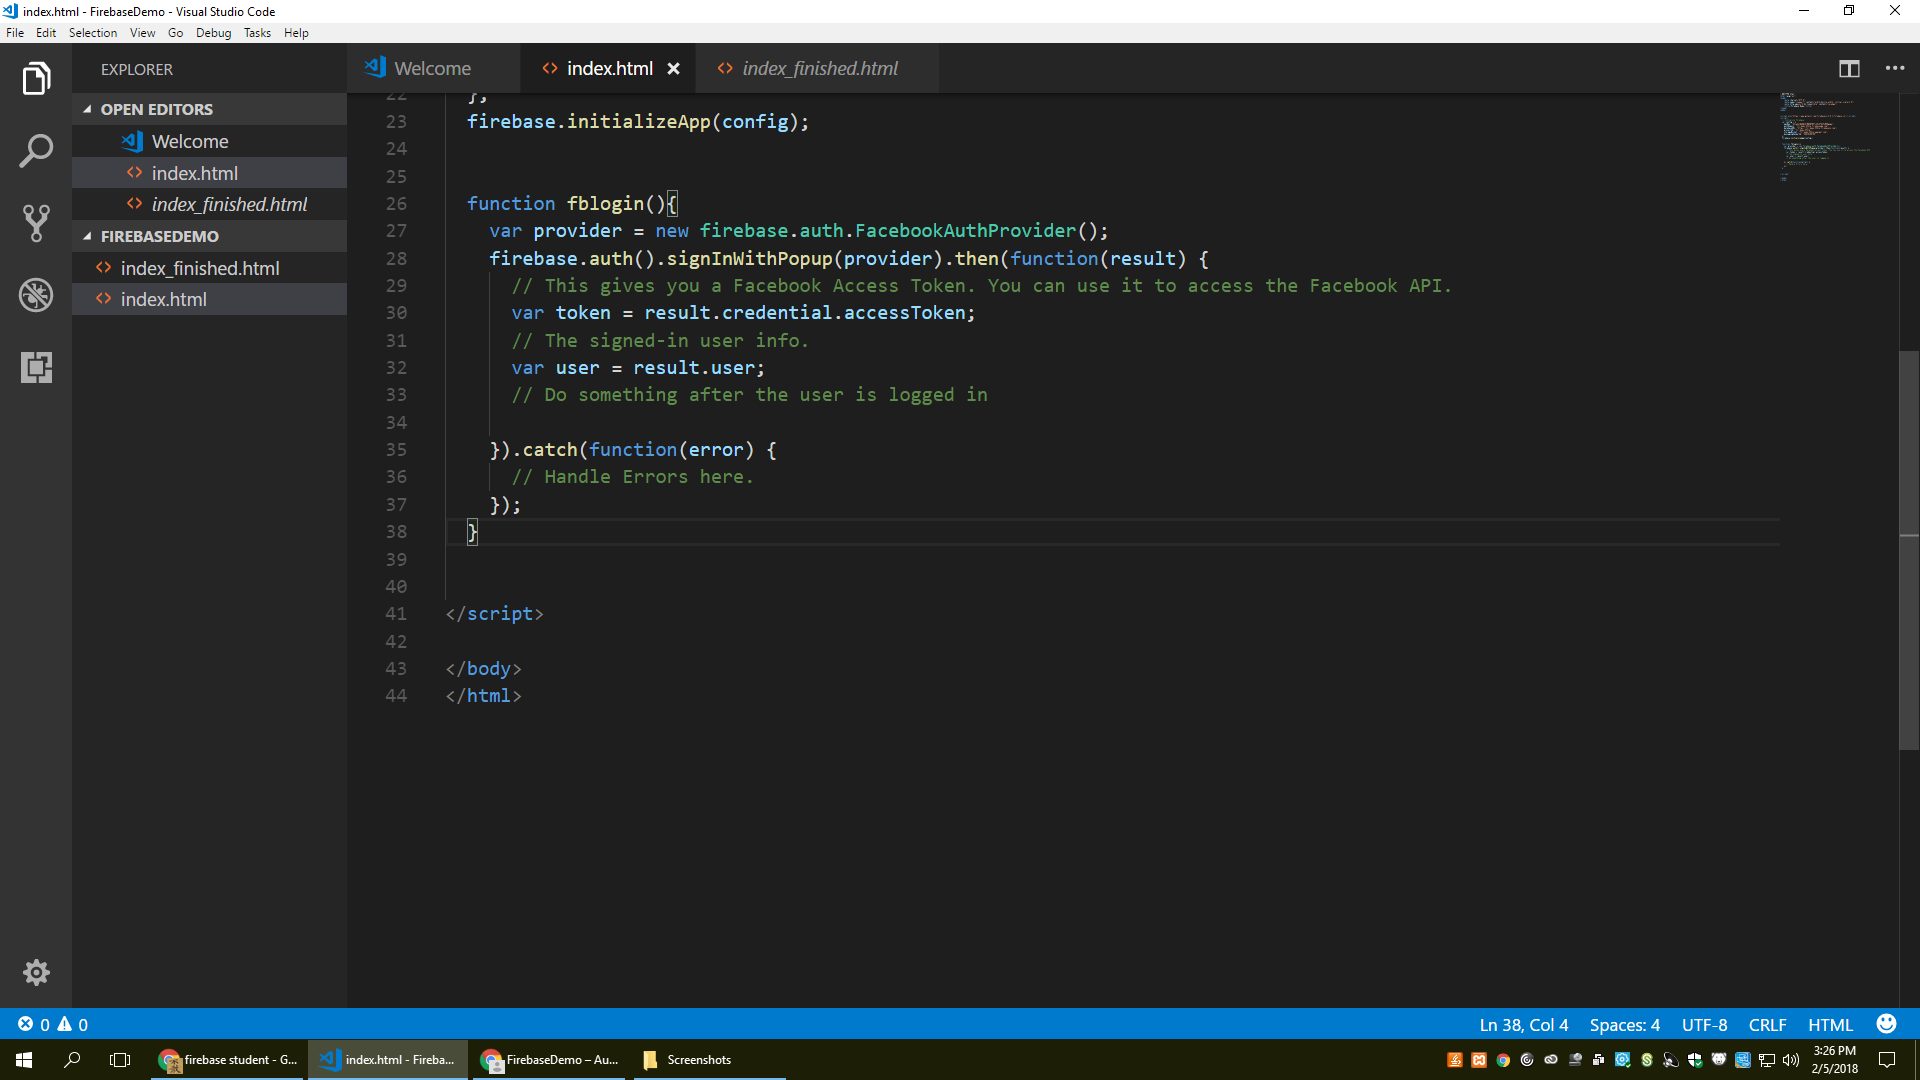 index.html - FirebaseDemo - Visual Studio Code
File Edit Selection View Go Debug Tasks Help
EXPLORER
OPEN EDITORS
Welcome
index.html
index_finished.html
FIREBASEDEMO
index_finished.html
index.html
Welcome index.html index_finished.html
22 };
23 firebase.initializeApp(config);
24
25
26 function fblogin(){
27 var provider = new firebase.auth.FacebookAuthProvider();
28 firebase.auth().signInWithPopup(provider).then(function(result) {
29 // This gives you a Facebook Access Token. You can use it to access the Facebook API.
30 var token = result.credential.accessToken;
31 // The signed-in user info.
32 var user = result.user;
33 // Do something after the user is logged in
34
35 }).catch(function(error) {
36 // Handle Errors here.
37 });
38 }
39
40
41 </script>
42
43 </body>
44 </html>
0 0
Ln 38, Col 4 Spaces: 4 UTF-8 CRLF HTML
firebase student - G... index.html - Fireba... FirebaseDemo – Au... Screenshots
3:26 PM
2/5/2018